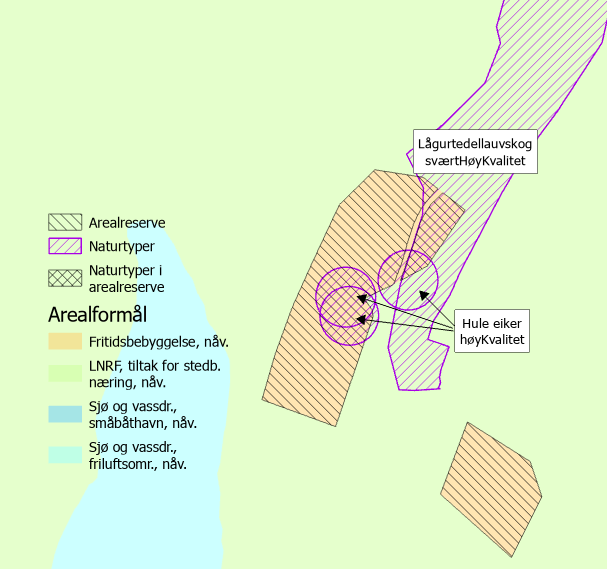 Lågurtedellauvskog
sværtHøyKvalitet
Arealreserve
Naturtyper
Naturtyper i
arealreserve
Arealformål
Fritidsbebyggelse, nåv.
LNRF, tiltak for stedb.
næring, nåv.
Sjø og vassdr.,
småbåthavn, nåv.
Sjø og vassdr.,
friluftsomr., nåv.
Hule eiker
høyKvalitet